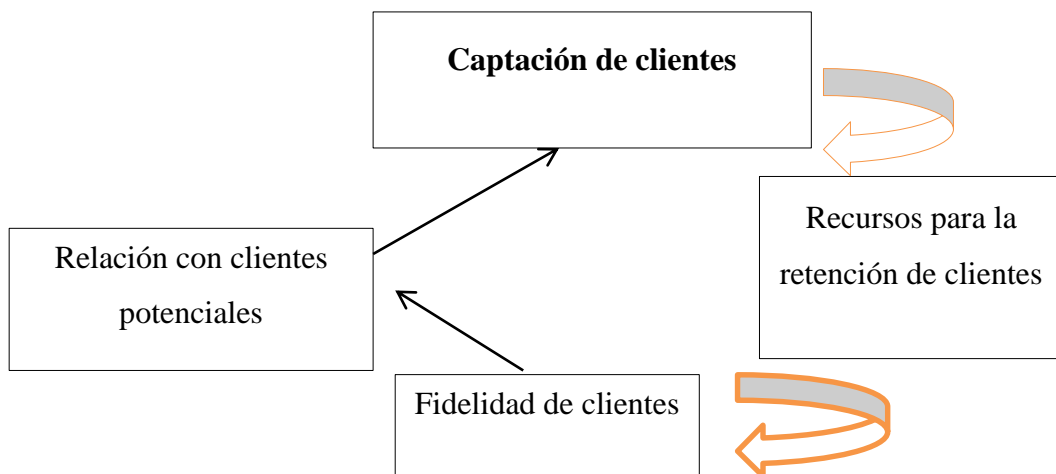 Captación de clientes
Recursos para la
retención de clientes
Relación con clientes
potenciales
Fidelidad de clientes